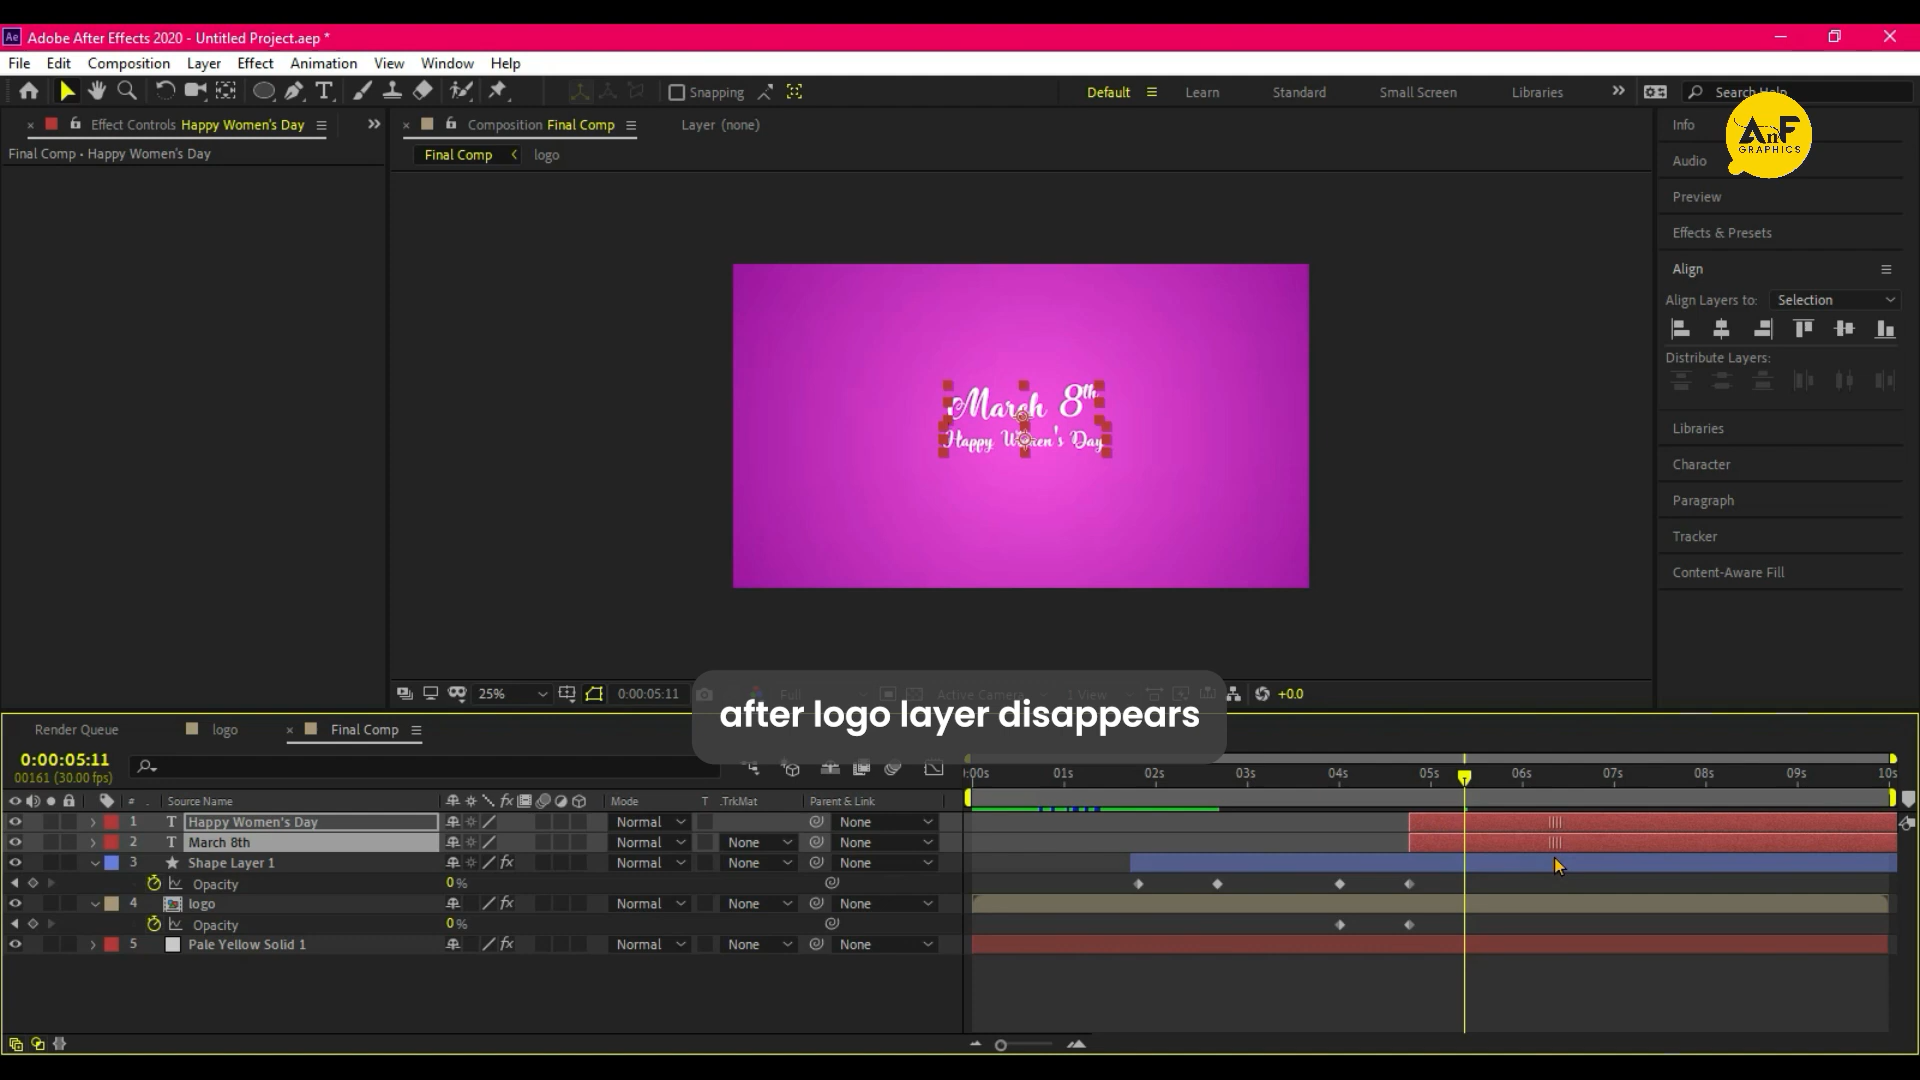 Ae Adobe After Effects 2020 - Untitled Project.aep *
File Edit Composition Layer Effect Animation View Window Help
Snapping Default Learn Standard Small Screen Libraries Search Help
AnF
GRAPHICS
Effect Controls Happy Women's Day
Composition Final Comp
Layer (none)
Final Comp • Happy Women's Day
Final Comp logo
Info
Audio
Preview
Effects & Presets
Align
Align Layers to: Selection
Distribute Layers:
Libraries
Character
Paragraph
Tracker
Content-Aware Fill
March 8th
Happy Women's Day
25% 0:00:05:11 Full Active Camera 1 View +0.0
after logo layer disappears
Render Queue logo Final Comp
0:00:05:11
00161 (30.00 fps)
:00s 01s 02s 03s 04s 05s 06s 07s 08s 09s 10s
# . Source Name fx Mode T .TrkMat Parent & Link
1 T Happy Women's Day Normal None
2 T March 8th Normal None None
3 Shape Layer 1 fx Normal None None
Opacity 0 %
4 logo fx Normal None None
Opacity 0 %
5 Pale Yellow Solid 1 fx Normal None None